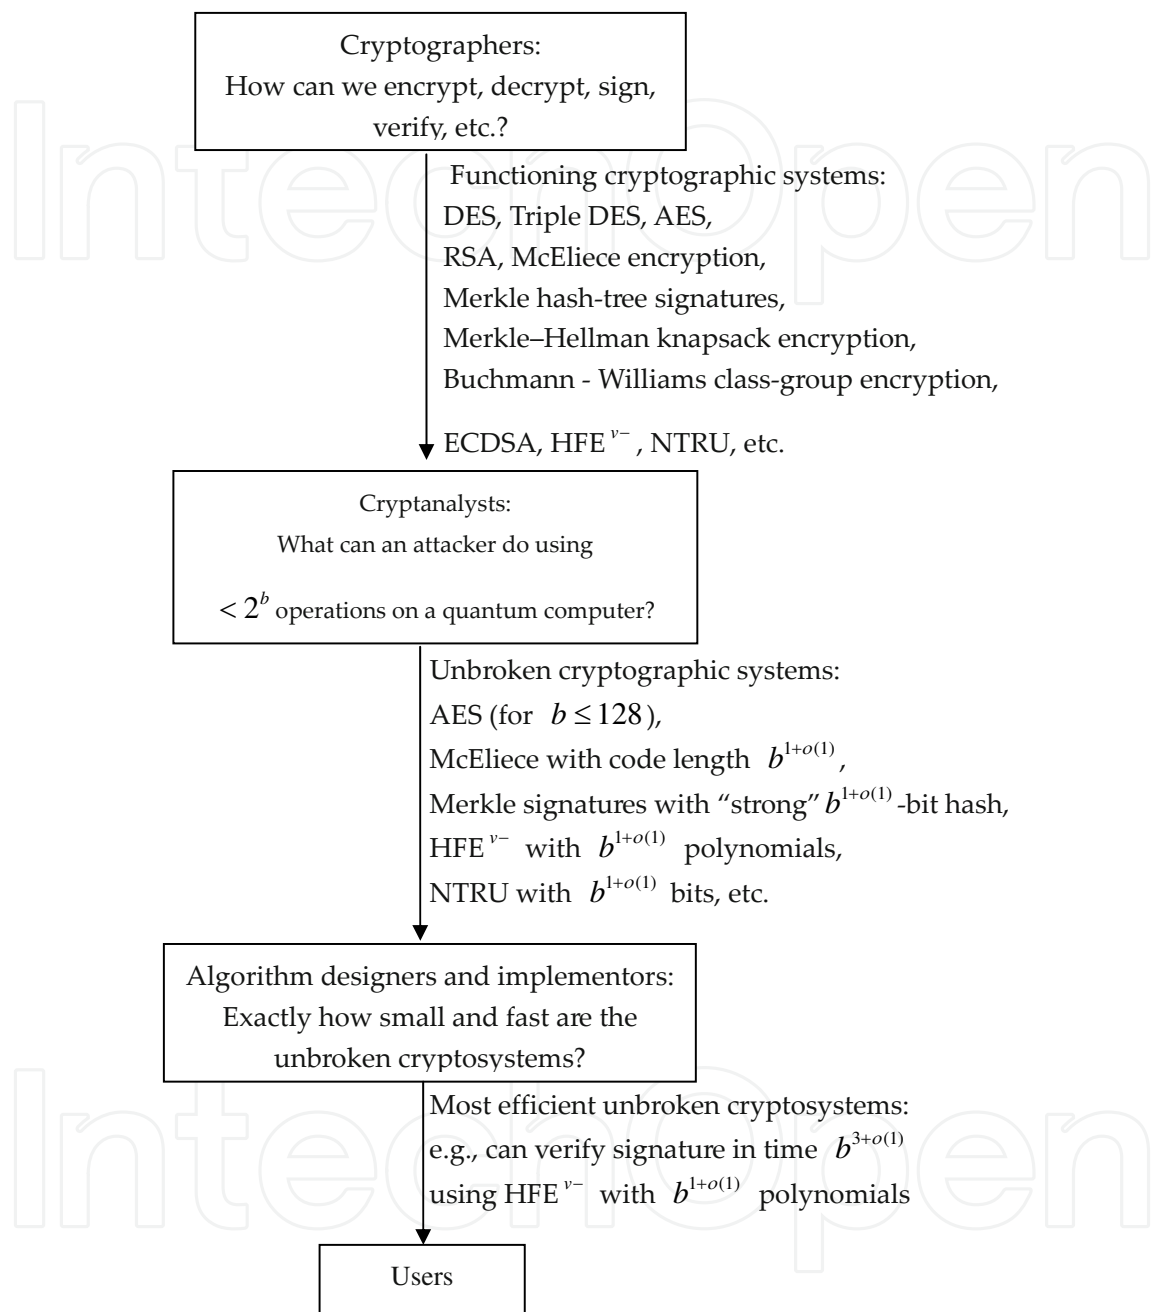 Cryptographers:
How can we encrypt, decrypt, sign,
verify, etc.?
IntechOpen
Functioning cryptographic systems:
DES, Triple DES, AES,
RSA, McEliece encryption,
Merkle hash-tree signatures,
Merkle–Hellman knapsack encryption,
Buchmann - Williams class-group encryption,
ECDSA, HFE^{v−}, NTRU, etc.
Cryptanalysts:
What can an attacker do using
< 2^b operations on a quantum computer?
Unbroken cryptographic systems:
AES (for b ≤ 128),
McEliece with code length b^{1+o(1)},
Merkle signatures with “strong” b^{1+o(1)}-bit hash,
HFE^{v−} with b^{1+o(1)} polynomials,
NTRU with b^{1+o(1)} bits, etc.
Algorithm designers and implementors:
Exactly how small and fast are the
unbroken cryptosystems?
IntechOpen
Most efficient unbroken cryptosystems:
e.g., can verify signature in time b^{3+o(1)}
using HFE^{v−} with b^{1+o(1)} polynomials
Users